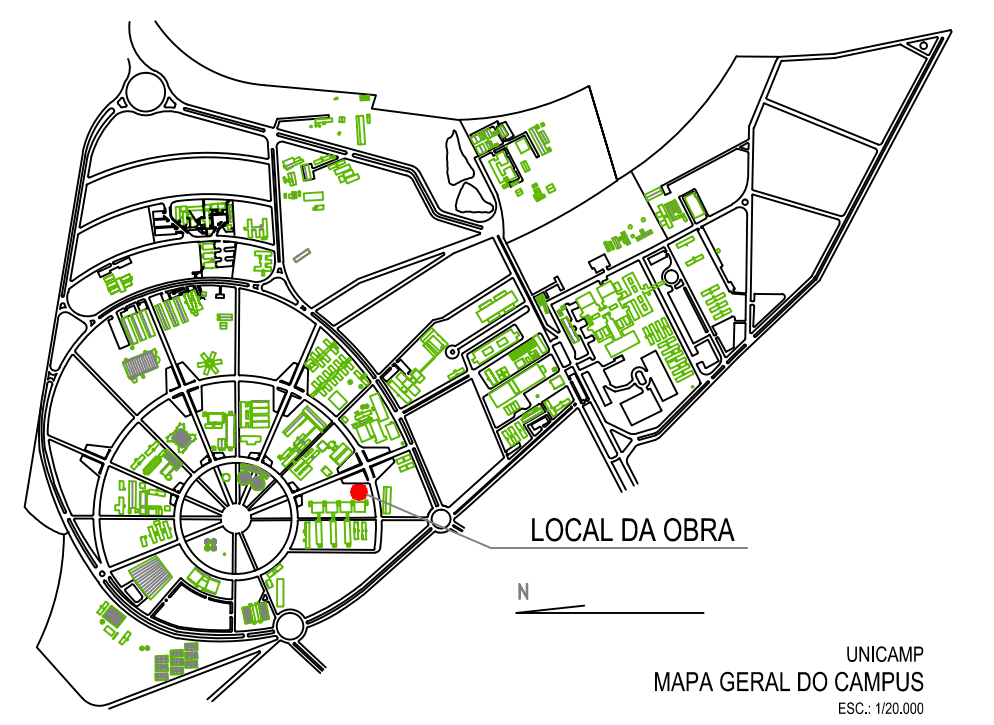 LOCAL DA OBRA
N
UNICAMP
MAPA GERAL DO CAMPUS
ESC.: 1/20.000